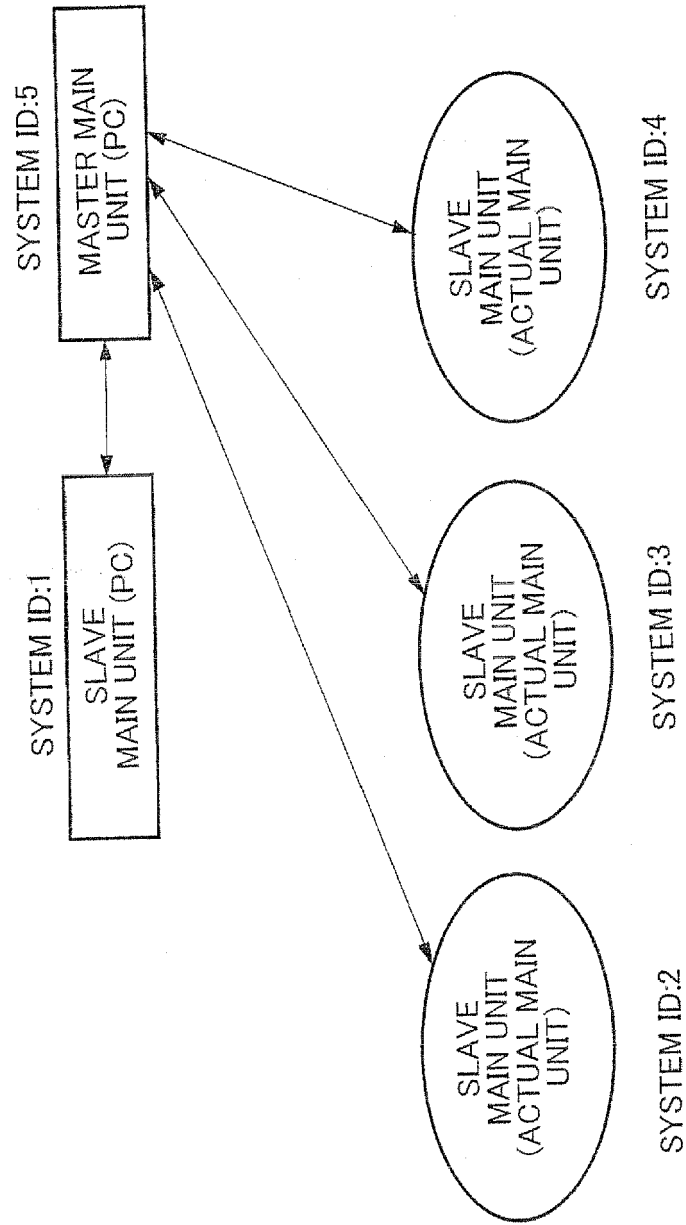 SYSTEM ID:1
SLAVE
MAIN UNIT (PC)
SYSTEM ID:5
MASTER MAIN
UNIT (PC)
SLAVE
MAIN UNIT
(ACTUAL MAIN
UNIT)
SYSTEM ID:2
SLAVE
MAIN UNIT
(ACTUAL MAIN
UNIT)
SYSTEM ID:3
SLAVE
MAIN UNIT
(ACTUAL MAIN
UNIT)
SYSTEM ID:4